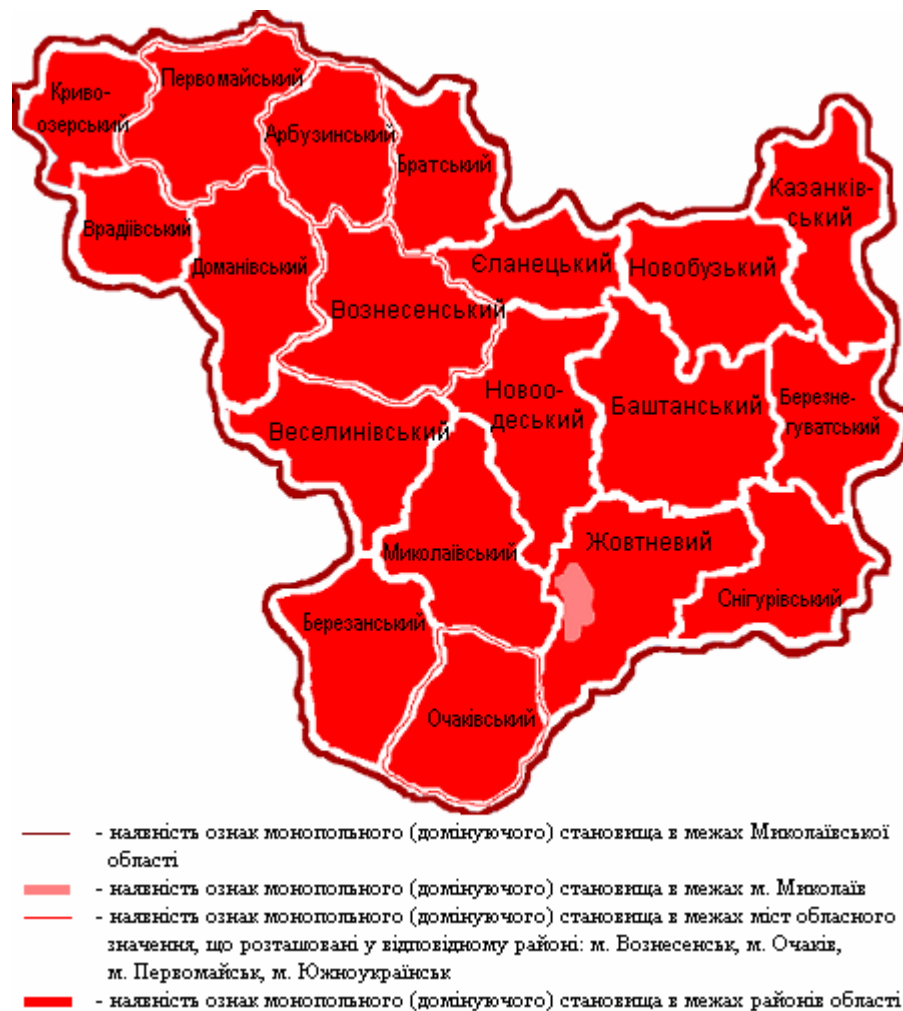 Первомайський
Криво-
озерський
Арбузинський
Братський
Казанків-
ський
Врадіївський
Доманівський
Єланецький
Новобузький
Вознесенський
Новоо-
деський
Баштанський
Березне-
гуватський
Веселинівський
Миколаївський
Жовтневий
Снігурівський
Березанський
Очаківський
- наявність ознак монопольного (домінуючого) становища в межах Миколаївської
області
- наявність ознак монопольного (домінуючого) становища в межах м. Миколаїв
- наявність ознак монопольного (домінуючого) становища в межах міст обласного
значення, що розташовані у відповідному районі: м. Вознесенськ, м. Очаків,
м. Первомайськ, м. Южноукраїнськ
- наявність ознак монопольного (домінуючого) становища в межах районів області